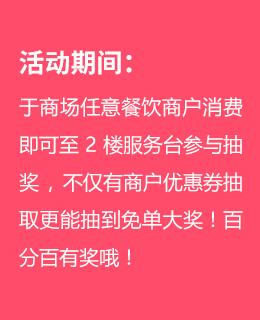 活动期间：
于商场任意餐饮商户消费
即可至 2 楼服务台参与抽
奖，不仅有商户优惠券抽
取更能抽到免单大奖！百
分百有奖哦！